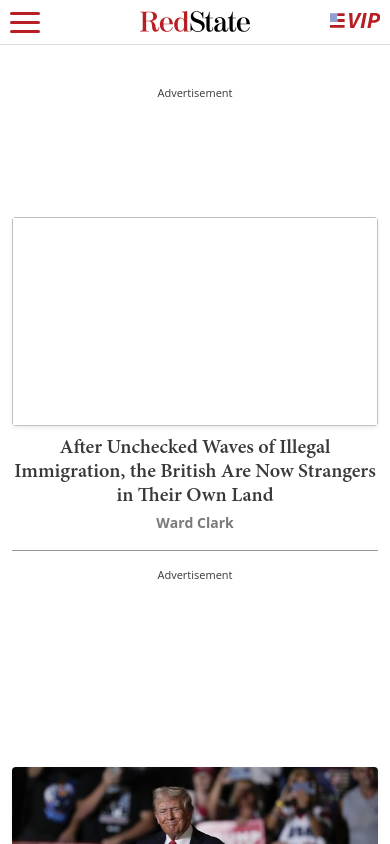 RedState
VIP
Advertisement
After Unchecked Waves of Illegal
Immigration, the British Are Now Strangers
in Their Own Land
Ward Clark
Advertisement